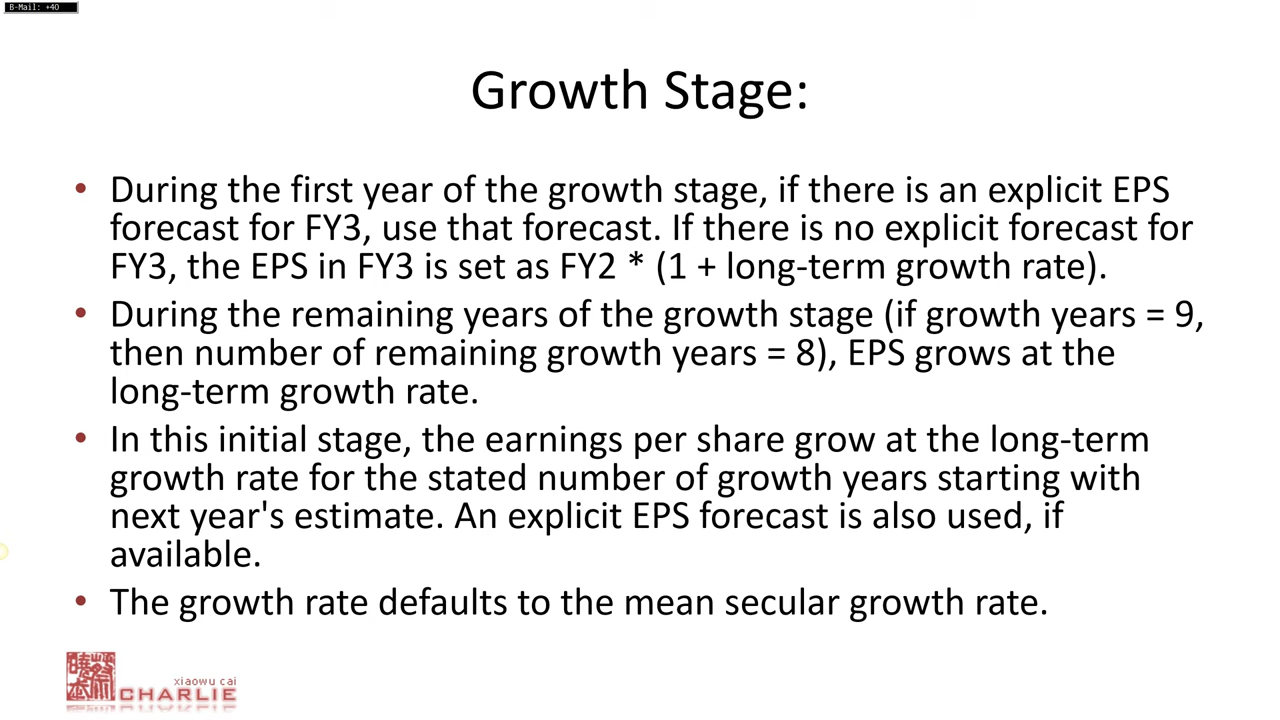 B-Mail: +40
Growth Stage:
• During the first year of the growth stage, if there is an explicit EPS
forecast for FY3, use that forecast. If there is no explicit forecast for
FY3, the EPS in FY3 is set as FY2 * (1 + long-term growth rate).
• During the remaining years of the growth stage (if growth years = 9,
then number of remaining growth years = 8), EPS grows at the
long-term growth rate.
• In this initial stage, the earnings per share grow at the long-term
growth rate for the stated number of growth years starting with
next year's estimate. An explicit EPS forecast is also used, if
available.
• The growth rate defaults to the mean secular growth rate.
xiaowu cai
CHARLIE